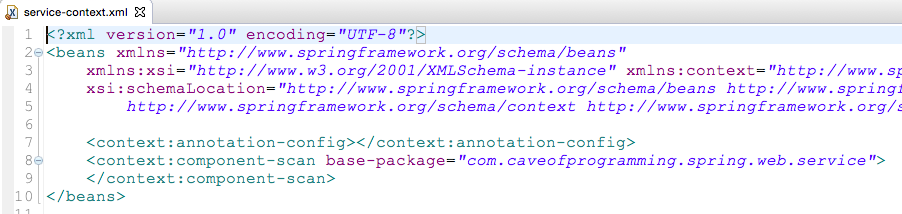 service-context.xml
1 <?xml version="1.0" encoding="UTF-8"?>
2 <beans xmlns="http://www.springframework.org/schema/beans"
3 xmlns:xsi="http://www.w3.org/2001/XMLSchema-instance" xmlns:context="http://www.sp
4 xsi:schemaLocation="http://www.springframework.org/schema/beans http://www.springf
5 http://www.springframework.org/schema/context http://www.springframework.org/s
6
7 <context:annotation-config></context:annotation-config>
8 <context:component-scan base-package="com.caveofprogramming.spring.web.service">
9 </context:component-scan>
10 </beans>
11